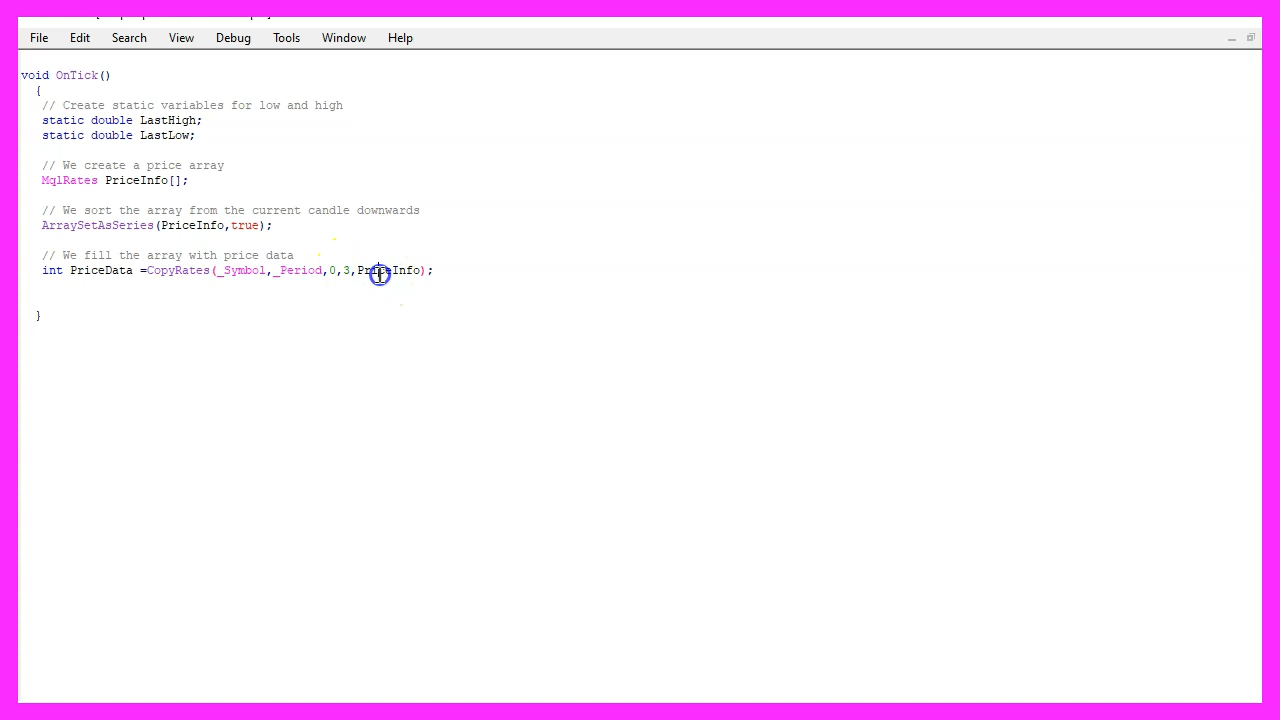 File Edit Search View Debug Tools Window Help
void OnTick()
{
// Create static variables for low and high
static double LastHigh;
static double LastLow;
// We create a price array
MqlRates PriceInfo[];
// We sort the array from the current candle downwards
ArraySetAsSeries(PriceInfo,true);
// We fill the array with price data
int PriceData =CopyRates(_Symbol,_Period,0,3,PriceInfo);
}